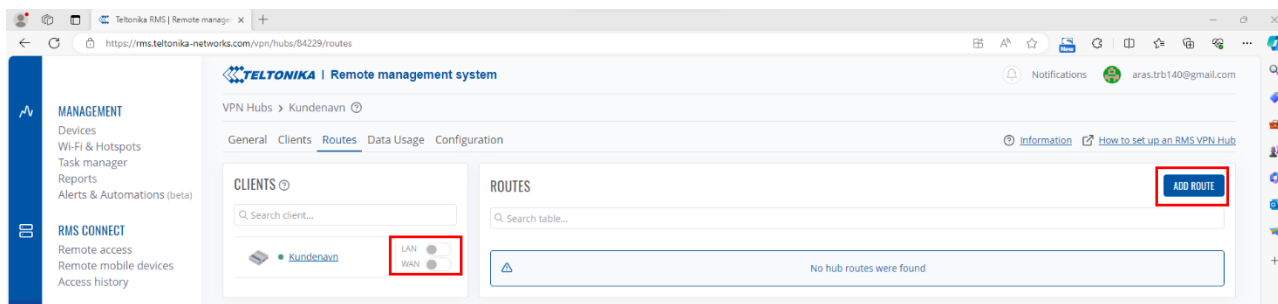 Teltonika RMS | Remote manage
https://rms.teltonika-networks.com/vpn/hubs/84229/routes
New
TELTONIKA | Remote management system
Notifications
aras.trb140@gmail.com
VPN Hubs > Kundenavn
General Clients Routes Data Usage Configuration
Information How to set up an RMS VPN Hub
MANAGEMENT
Devices
Wi-Fi & Hotspots
Task manager
Reports
Alerts & Automations (beta)
RMS CONNECT
Remote access
Remote mobile devices
Access history
CLIENTS
Search client...
Kundenavn
LAN
WAN
ROUTES
ADD ROUTE
Search table...
No hub routes were found